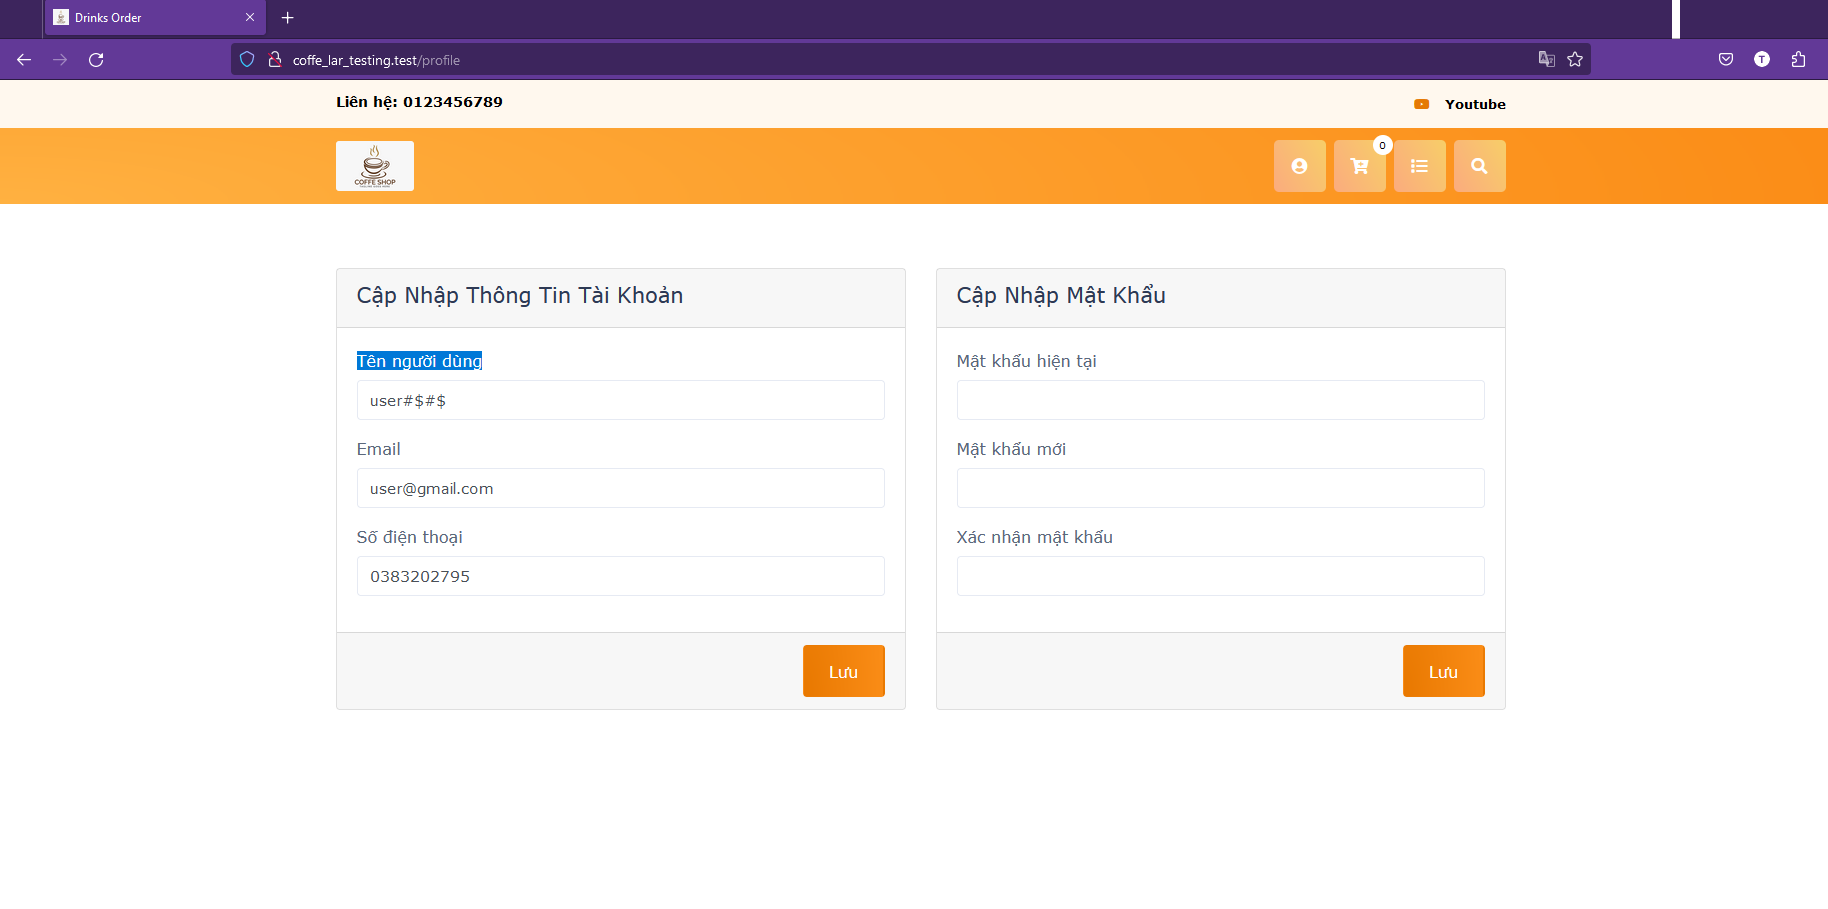 Drinks Order
coffe_lar_testing.test/profile
T
Liên hệ: 0123456789
Youtube
COFFE SHOP
0
Cập Nhập Thông Tin Tài Khoản
Tên người dùng
user#$#$
Email
user@gmail.com
Số điện thoại
0383202795
Lưu
Cập Nhập Mật Khẩu
Mật khẩu hiện tại
Mật khẩu mới
Xác nhận mật khẩu
Lưu